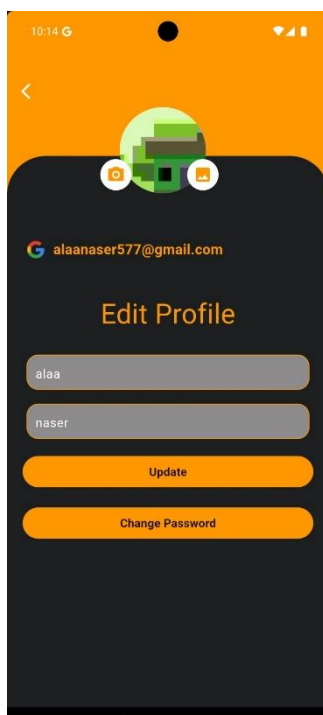 10:14 G
G alaanaser577@gmail.com
Edit Profile
alaa
naser
Update
Change Password